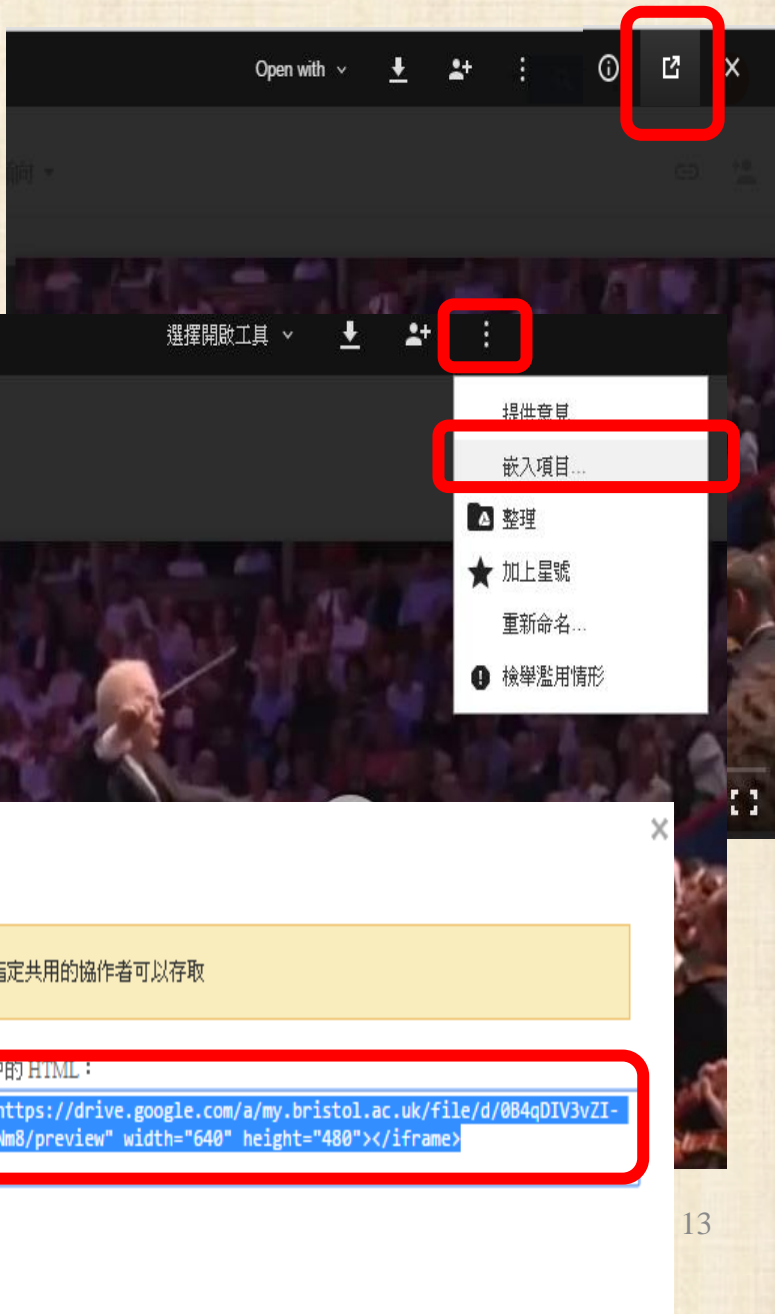 Open with
選擇開啟工具
提供意見
嵌入項目...
整理
加上星號
重新命名...
檢舉濫用情形
指定共用的協作者可以存取
中的 HTML：
https://drive.google.com/a/my.bristol.ac.uk/file/d/0B4qDIV3vZI-
Nm8/preview" width="640" height="480"></iframe>
13